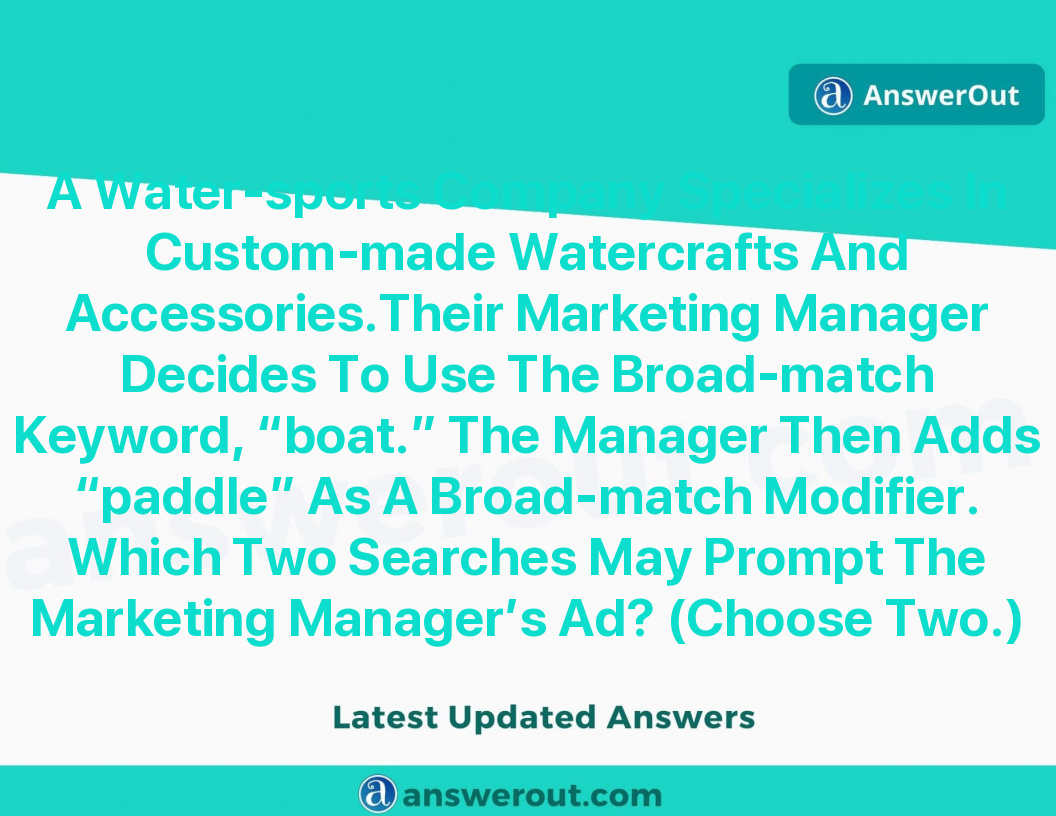 AnswerOut
A Water-sports Company Specializes In
Custom-made Watercrafts And
Accessories.Their Marketing Manager
Decides To Use The Broad-match
Keyword, “boat.” The Manager Then Adds
“paddle” As A Broad-match Modifier.
Which Two Searches May Prompt The
Marketing Manager’s Ad? (Choose Two.)
answerout.com
Latest Updated Answers
answerout.com